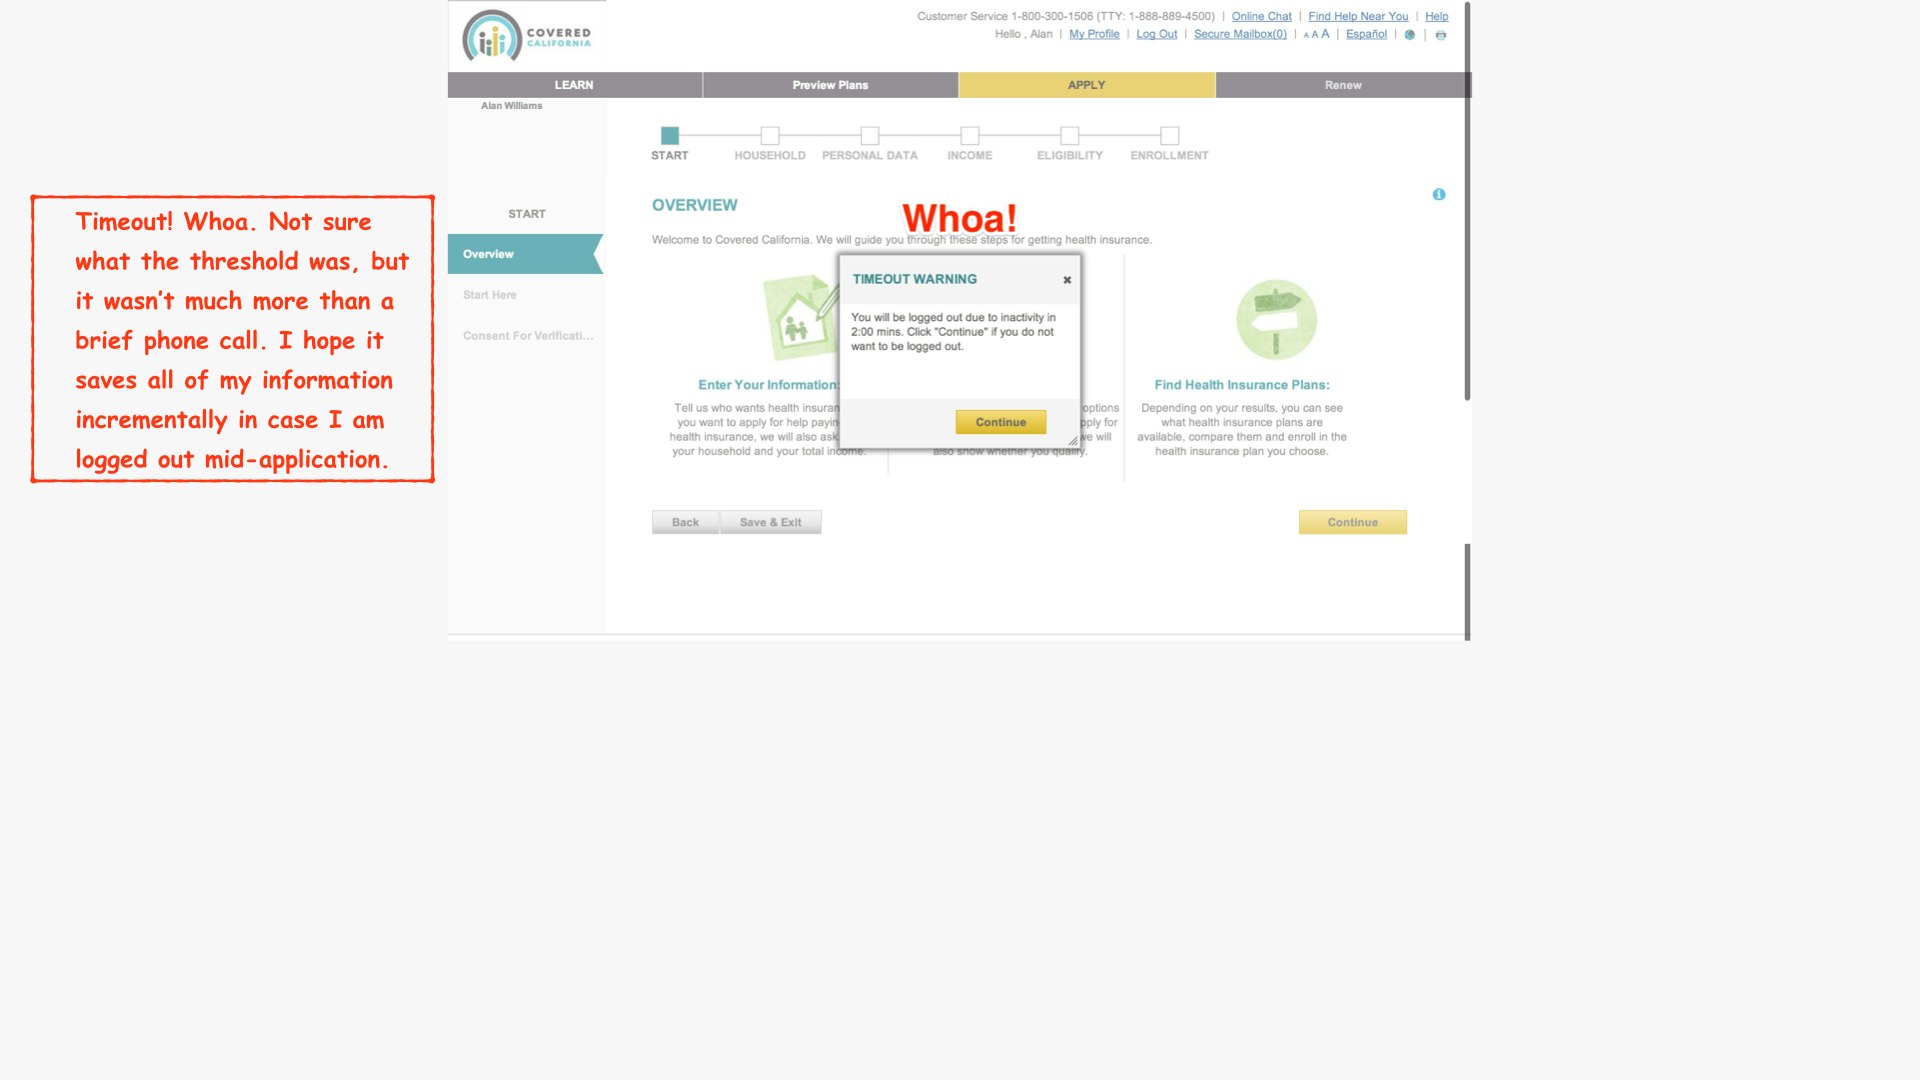 COVERED
CALIFORNIA
Customer Service 1-800-300-1506 (TTY: 1-888-889-4500) | Online Chat | Find Help Near You | Help
Hello , Alan | My Profile | Log Out | Secure Mailbox(0) | A A A | Español |
LEARN
Preview Plans
APPLY
Renew
Alan Williams
START
HOUSEHOLD
PERSONAL DATA
INCOME
ELIGIBILITY
ENROLLMENT
Timeout! Whoa. Not sure
what the threshold was, but
it wasn't much more than a
brief phone call. I hope it
saves all of my information
incrementally in case I am
logged out mid-application.
START
Overview
Start Here
Consent For Verificati...
OVERVIEW
Whoa!
Welcome to Covered California. We will guide you through these steps for getting health insurance.
TIMEOUT WARNING
You will be logged out due to inactivity in
2:00 mins. Click "Continue" if you do not
want to be logged out.
Continue
Enter Your Information:
Tell us who wants health insuran
you want to apply for help payin
health insurance, we will also ask
your household and your total income.
options
pply for
we will
also show whether you qualify.
Find Health Insurance Plans:
Depending on your results, you can see
what health insurance plans are
available, compare them and enroll in the
health insurance plan you choose.
Back
Save & Exit
Continue